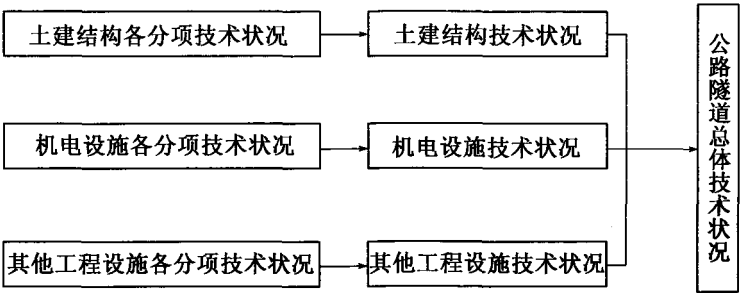 土建结构各分项技术状况
土建结构技术状况
机电设施各分项技术状况
机电设施技术状况
其他工程设施各分项技术状况
其他工程设施技术状况
公路隧道总体技术状况